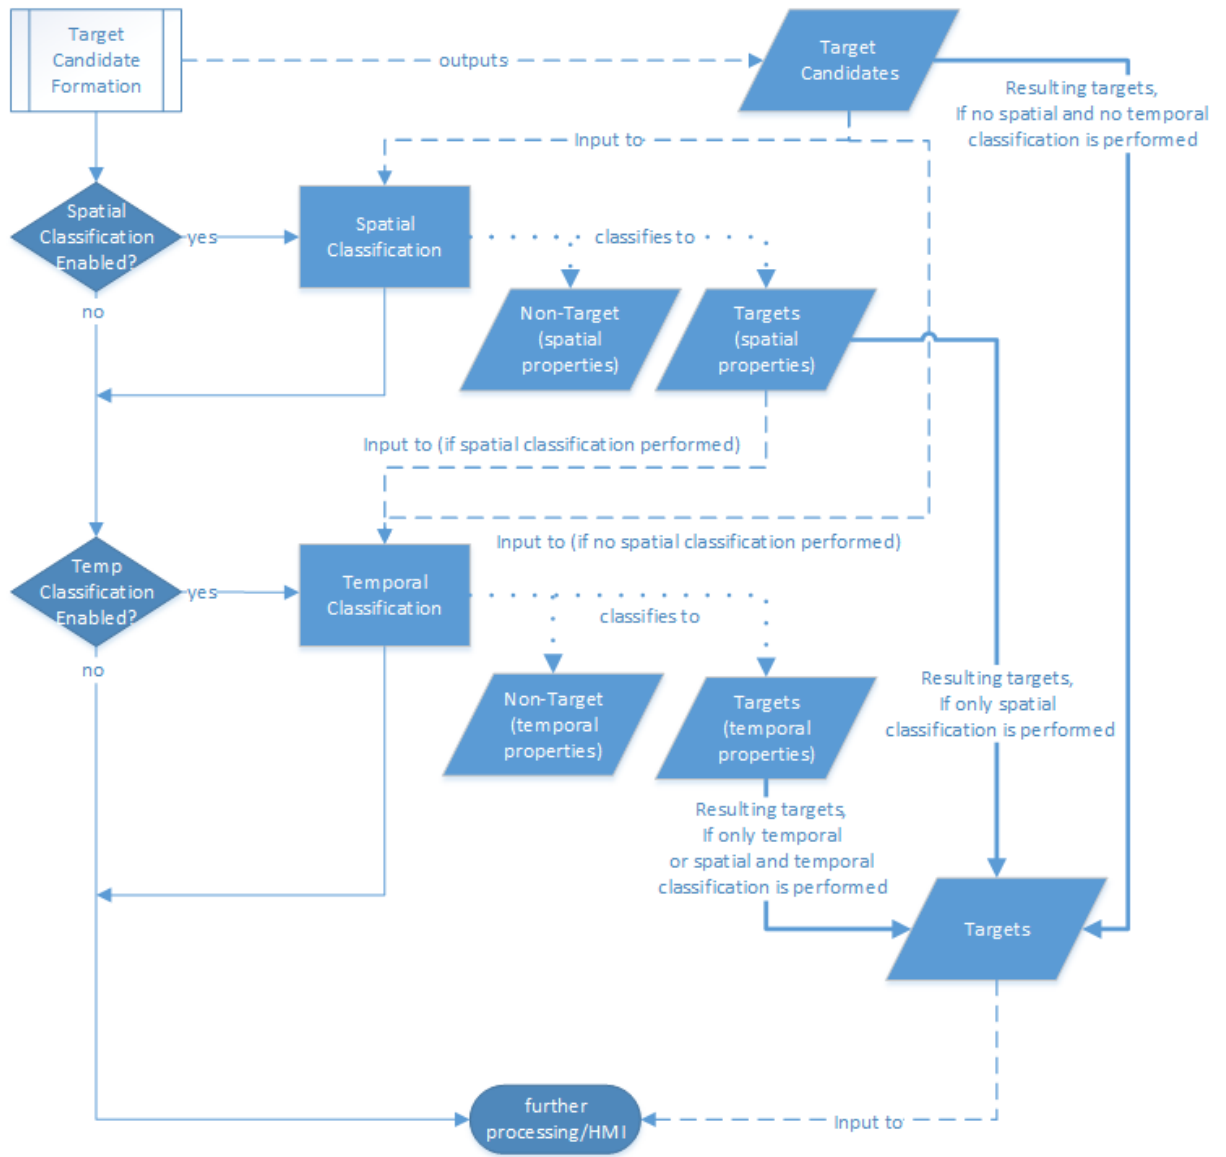 Target
Candidate
Formation
outputs
Target
Candidates
Resulting targets,
If no spatial and no temporal
classification is performed
Input to
Spatial
Classification
Enabled?
yes
Spatial
Classification
classifies to
no
Non-Target
(spatial
properties)
Targets
(spatial
properties)
Input to (if spatial classification performed)
Input to (if no spatial classification performed)
Temp
Classification
Enabled?
yes
Temporal
Classification
classifies to
no
Non-Target
(temporal
properties)
Targets
(temporal
properties)
Resulting targets,
If only spatial
classification is performed
Resulting targets,
If only temporal
or spatial and temporal
classification is performed
Targets
further
processing/HMI
Input to